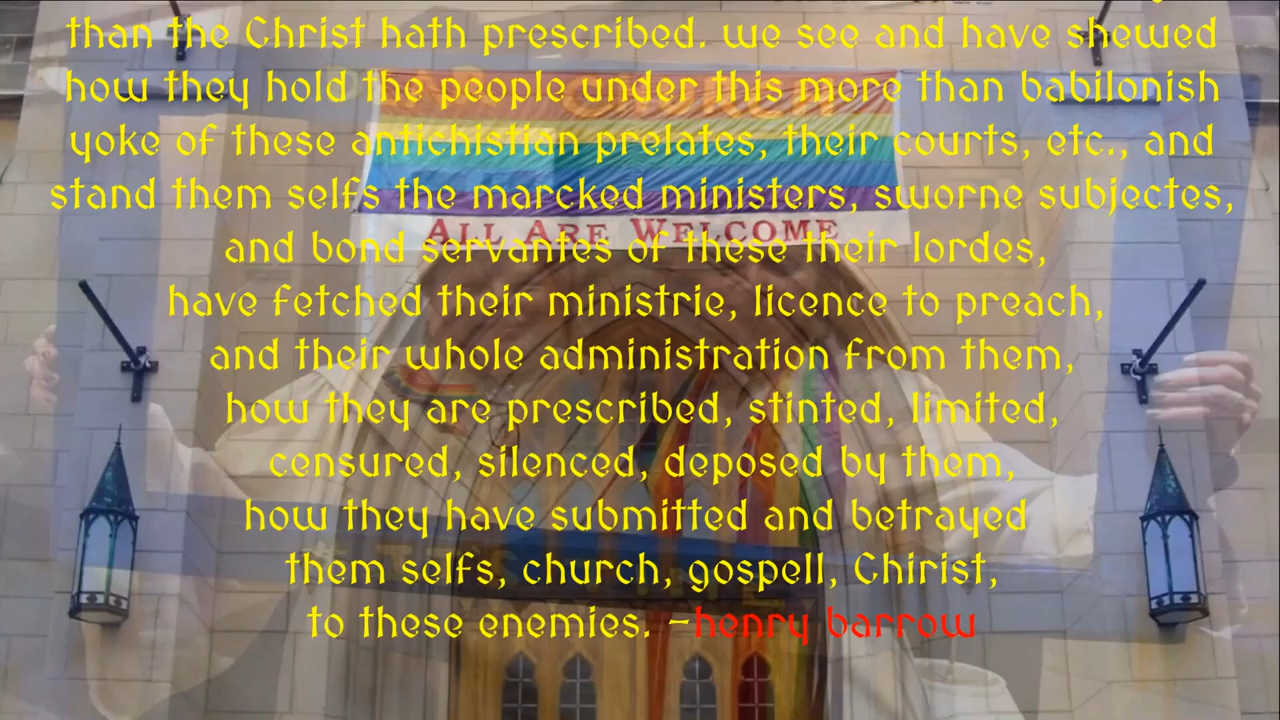 than the Christ hath prescribed. we see and have shewed
how they hold the people under this more than babilonish
yoke of these antichistian prelates, their courts, etc., and
stand them selfs the marcked ministers, sworne subjectes,
ALL ARE WELCOME
and bond servantes of these their lordes,
have fetched their ministrie, licence to preach,
and their whole administration from them,
how they are prescribed, stinted, limited,
censured, silenced, deposed by them,
how they have submitted and betrayed
them selfs, church, gospell, Chirist,
to these enemies. -henry barrow